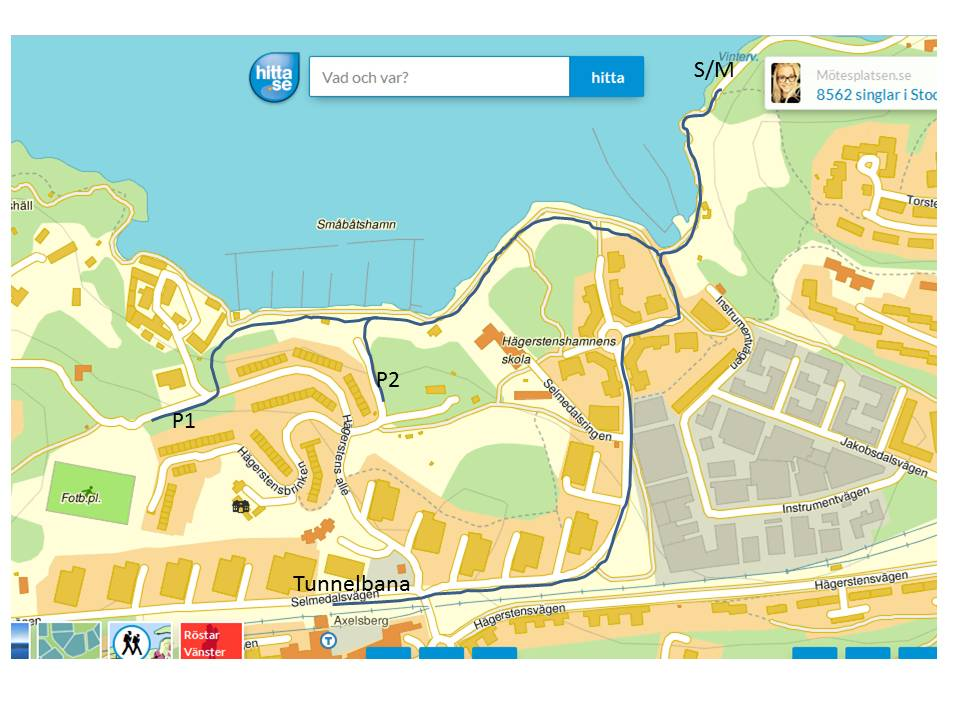 Vinterv.
S/M
hitta
.se
Vad och var?
hitta
Mötesplatsen.se
8562 singlar i Stoc
shäll
Torste
Småbåtshamn
Instrumentvägen
Hägerstenshamnens
skola
P2
P1
Selmedalsringen
Hägerstens allé
Hägerstensbrinken
Jakobsdalsvägen
Fotb.pl.
Instrumentvägen
Tunnelbana
Selmedalsvägen
Hägerstensvägen
Hägerstensvägen
Axelsberg
T
Röstar
Vänster
en